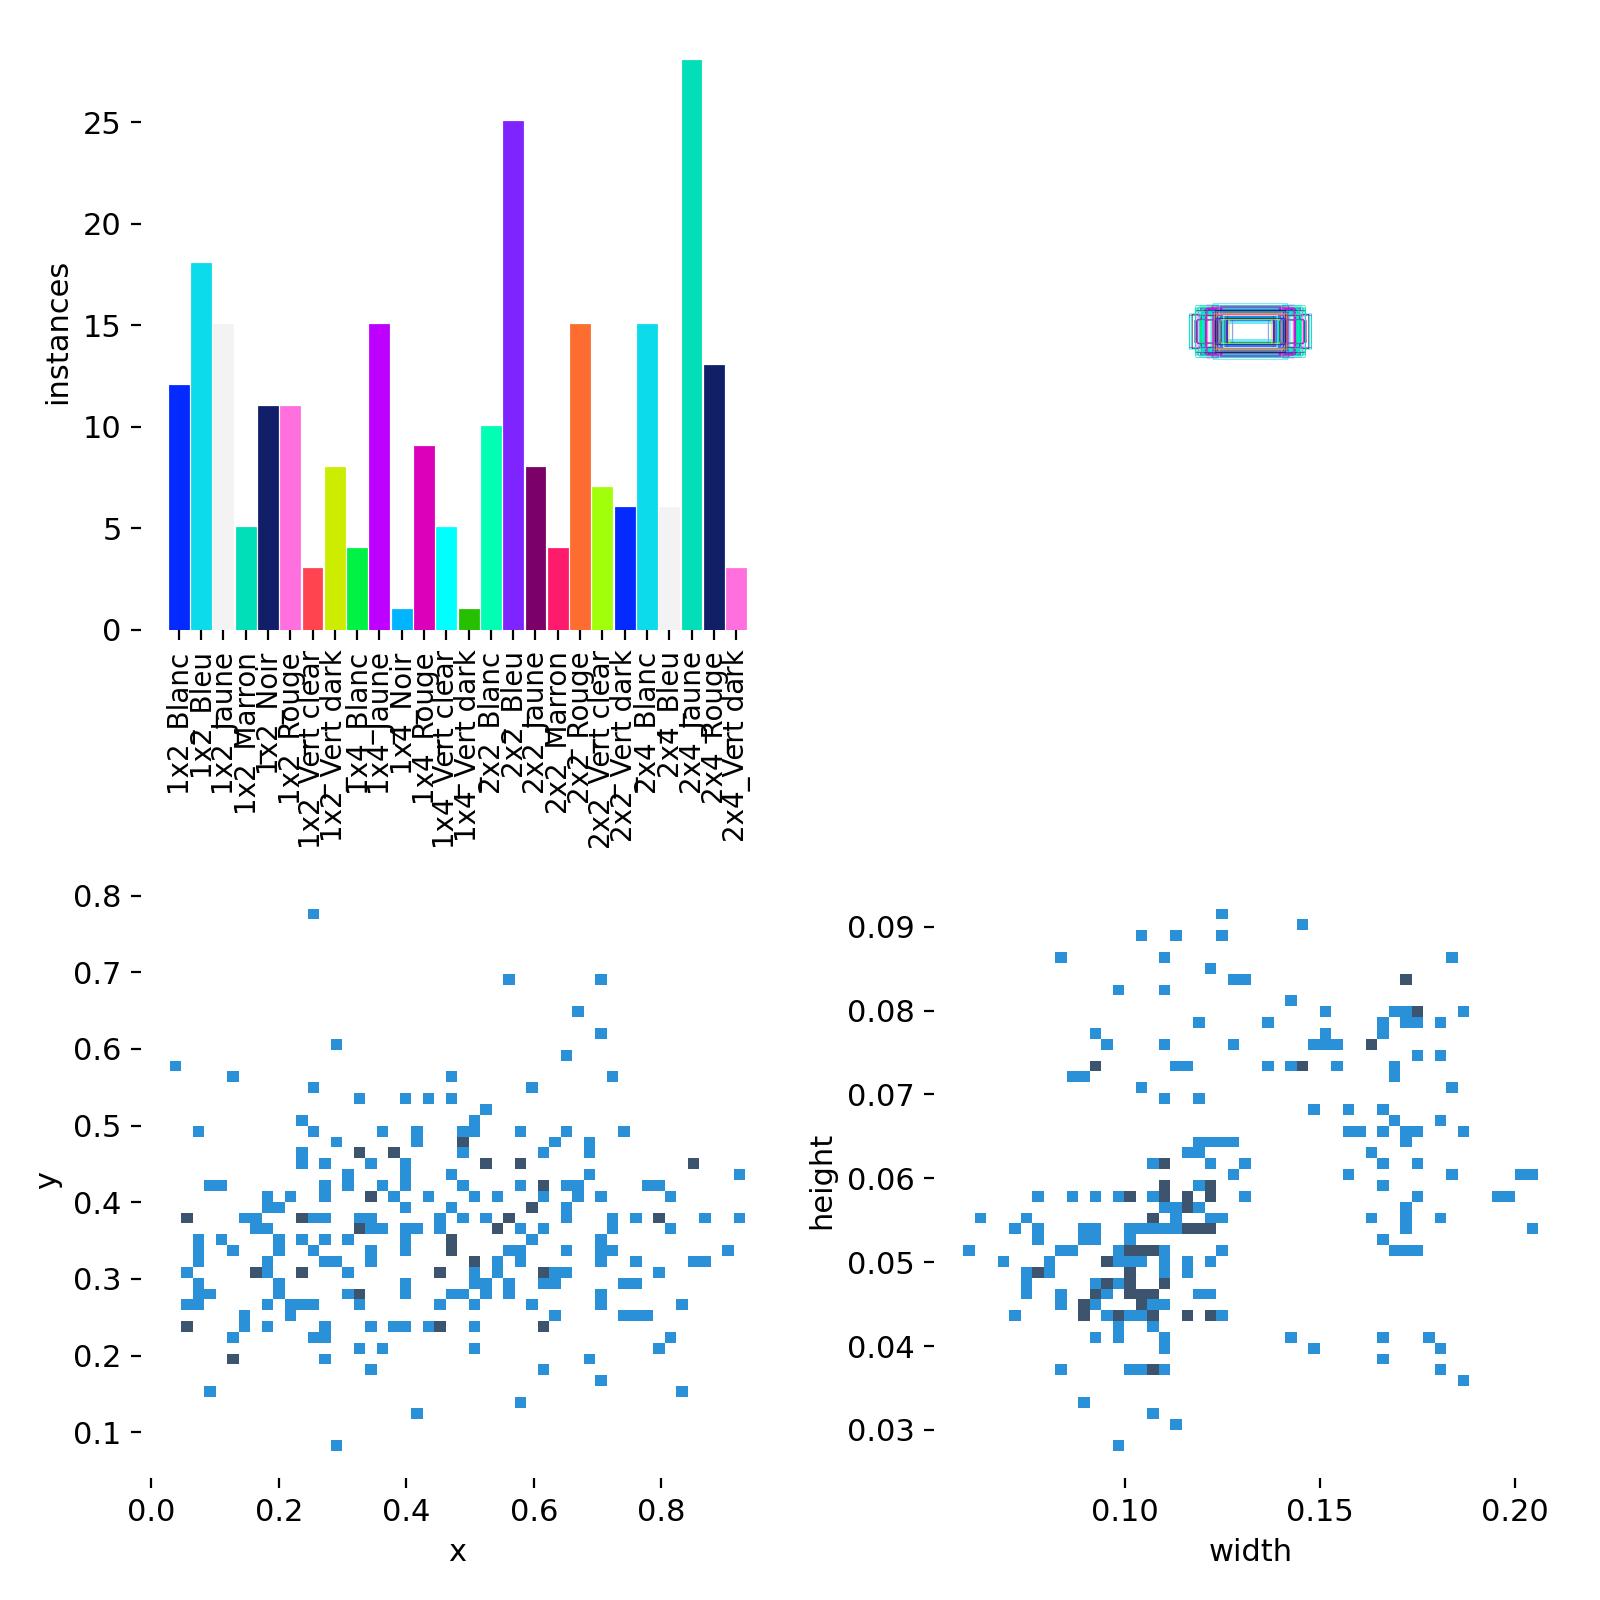 25
20
15
10
5
0
instances
1x2_Blanc
1x2_Bleu
1x2_Jaune
1x2_Marron
1x2_Noir
1x2_Rouge
1x2_Vert clear
1x2_Vert dark
1x4_Blanc
1x4_Jaune
1x4_Noir
1x4_Rouge
1x4_Vert clear
1x4_Vert dark
2x2_Blanc
2x2_Bleu
2x2_Jaune
2x2_Marron
2x2_Rouge
2x2_Vert clear
2x2_Vert dark
2x4_Blanc
2x4_Bleu
2x4_Jaune
2x4_Rouge
2x4_Vert dark
0.8
0.7
0.6
0.5
0.4
0.3
0.2
0.1
y
0.0 0.2 0.4 0.6 0.8
x
0.09
0.08
0.07
0.06
0.05
0.04
0.03
height
0.10 0.15 0.20
width